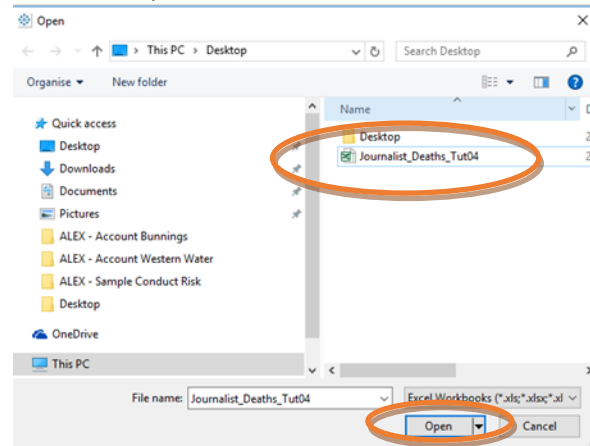 Open
This PC > Desktop
Search Desktop
Organise
New folder
Name
Quick access
Desktop
Downloads
Documents
Pictures
ALEX - Account Bunnings
ALEX - Account Western Water
ALEX - Sample Conduct Risk
Desktop
OneDrive
This PC
Desktop
2
Journalist_Deaths_Tut04
2
File name: Journalist_Deaths_Tut04
Excel Workbooks (*.xls;*.xlsx;*.xl
Open
Cancel